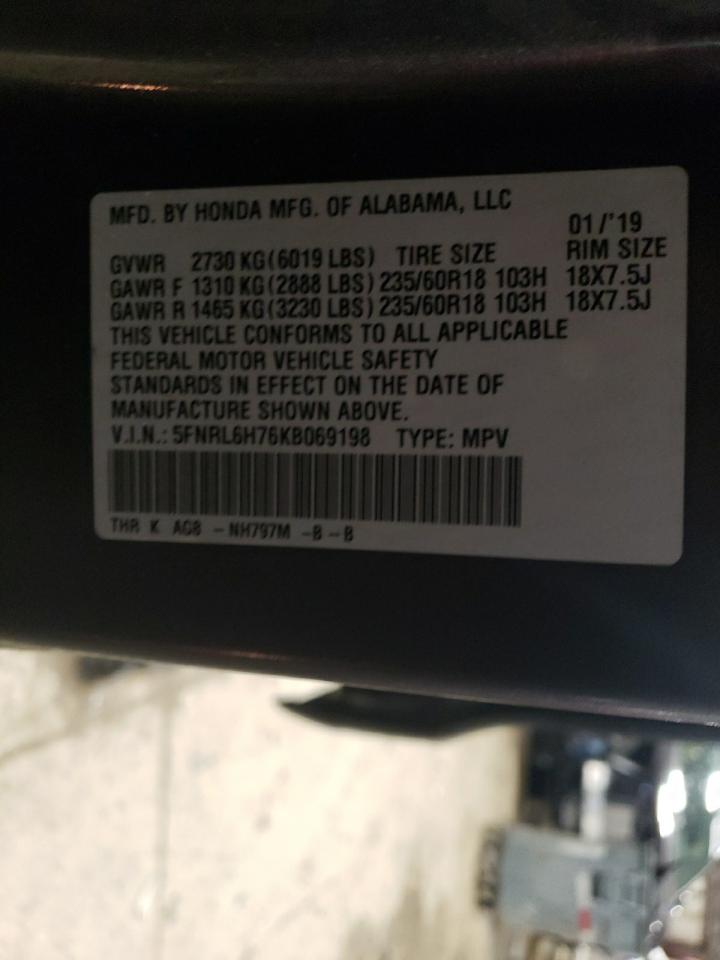 MFD. BY HONDA MFG. OF ALABAMA, LLC
01/'19
GVWR 2730 KG(6019 LBS) TIRE SIZE RIM SIZE
GAWR F 1310 KG(2888 LBS) 235/60R18 103H 18X7.5J
GAWR R 1465 KG(3230 LBS) 235/60R18 103H 18X7.5J
THIS VEHICLE CONFORMS TO ALL APPLICABLE
FEDERAL MOTOR VEHICLE SAFETY
STANDARDS IN EFFECT ON THE DATE OF
MANUFACTURE SHOWN ABOVE.
V.I.N.: 5FNRL6H76KB069198 TYPE: MPV
THR K AG8 -NH797M -B-B